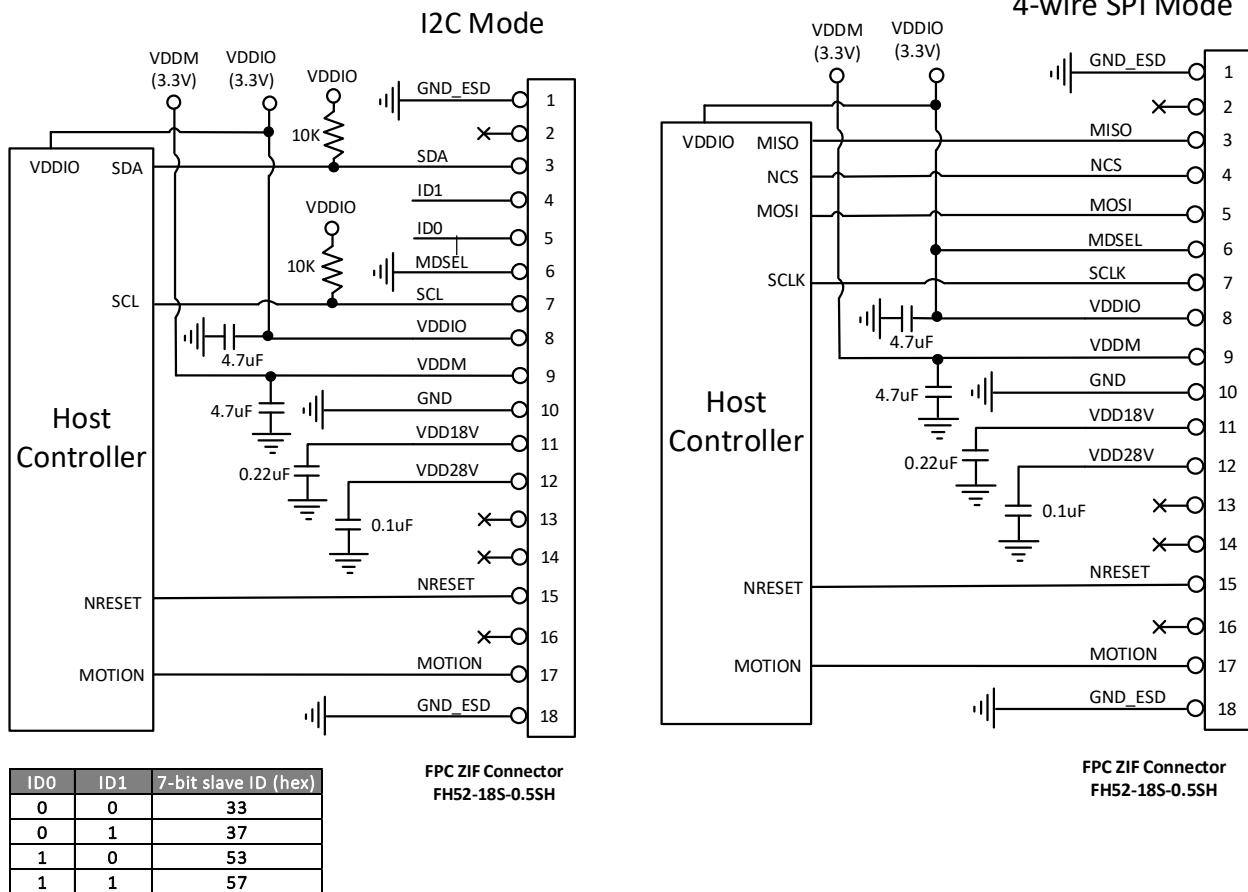 I2C Mode
VDDM
(3.3V)
VDDIO
(3.3V)
VDDIO
10K
GND_ESD
1
2
VDDIO
SDA
SDA
3
ID1
4
VDDIO
ID0
5
10K
MDSEL
6
SCL
SCL
7
VDDIO
8
4.7uF
VDDM
9
4.7uF
GND
10
Host
Controller
VDD18V
11
0.22uF
VDD28V
12
0.1uF
13
14
NRESET
NRESET
15
16
MOTION
MOTION
17
GND_ESD
18
FPC ZIF Connector
FH52-18S-0.5SH
ID0 ID1 7-bit slave ID (hex)
0 0 33
0 1 37
1 0 53
1 1 57
4-wire SPI Mode
VDDM
(3.3V)
VDDIO
(3.3V)
GND_ESD
1
2
VDDIO
MISO
MISO
3
NCS
NCS
4
MOSI
MOSI
5
MDSEL
6
SCLK
SCLK
7
VDDIO
8
4.7uF
VDDM
9
4.7uF
GND
10
Host
Controller
VDD18V
11
0.22uF
VDD28V
12
0.1uF
13
14
NRESET
NRESET
15
16
MOTION
MOTION
17
GND_ESD
18
FPC ZIF Connector
FH52-18S-0.5SH